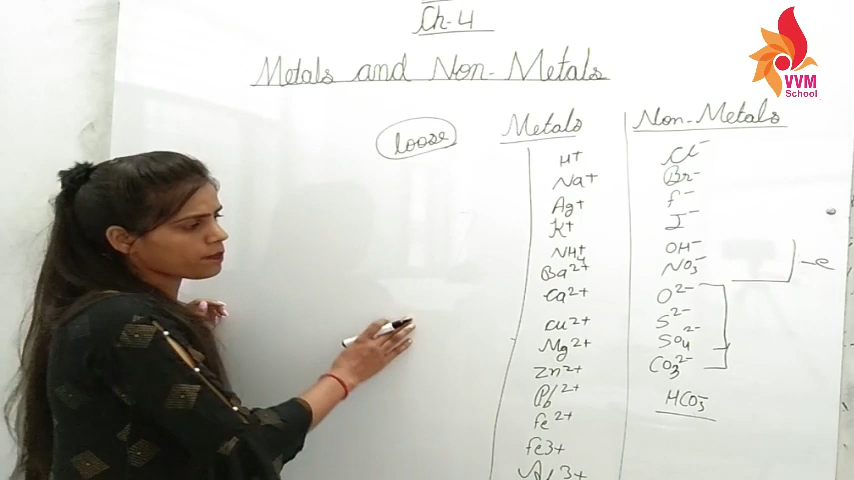 Ch-4
Metals and Non-Metals
VVM
School
loose
Metals
H+
Na+
Ag+
K+
NH4+
Ba2+
Ca2+
Cu2+
Mg2+
Zn2+
Pb2+
Fe2+
Fe3+
Al3+
Non-Metals
Cl-
Br-
f-
I-
OH-
NO3-
O2-
S2-
SO42-
CO32-
HCO3-
-e